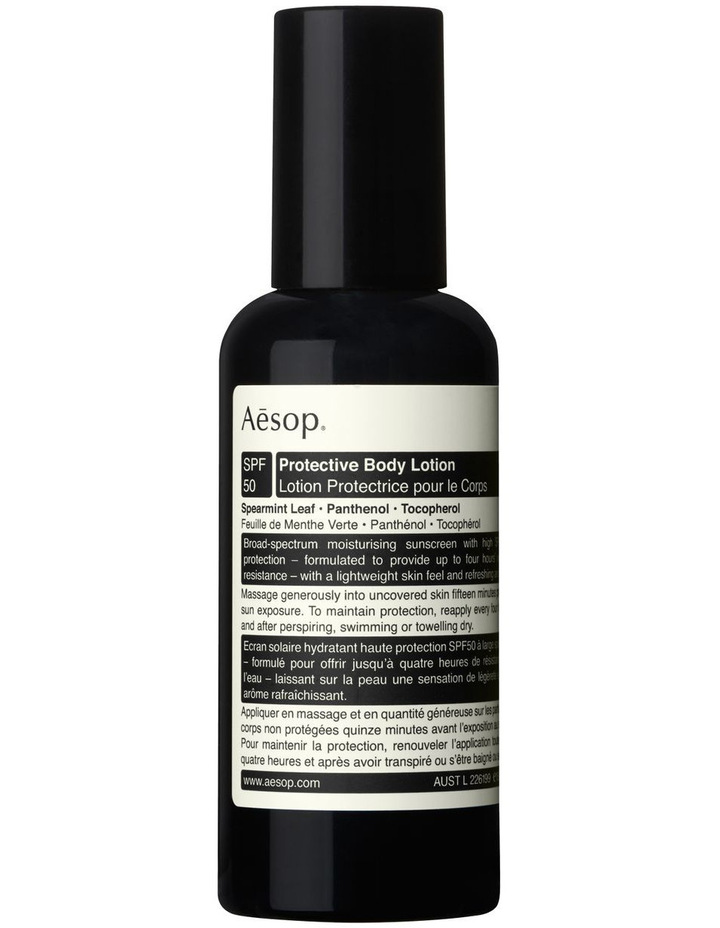 Aēsop®
SPF 50
Protective Body Lotion
Lotion Protectrice pour le Corps
Spearmint Leaf • Panthenol • Tocopherol
Feuille de Menthe Verte • Panthénol • Tocophérol
Broad-spectrum moisturising sunscreen with high
protection – formulated to provide up to four hours
resistance – with a lightweight skin feel and refreshing
Massage generously into uncovered skin fifteen minutes
sun exposure. To maintain protection, reapply every
and after perspiring, swimming or towelling dry.
Ecran solaire hydratant haute protection SPF50 à large
– formulé pour offrir jusqu'à quatre heures de
l'eau – laissant sur la peau une sensation de
arôme rafraîchissant.
Appliquer en massage et en quantité généreuse sur les
corps non protégées quinze minutes avant l'exposition
Pour maintenir la protection, renouveler l'application
quatre heures et après avoir transpiré ou s'être baigné
www.aesop.com
AUST L 226199